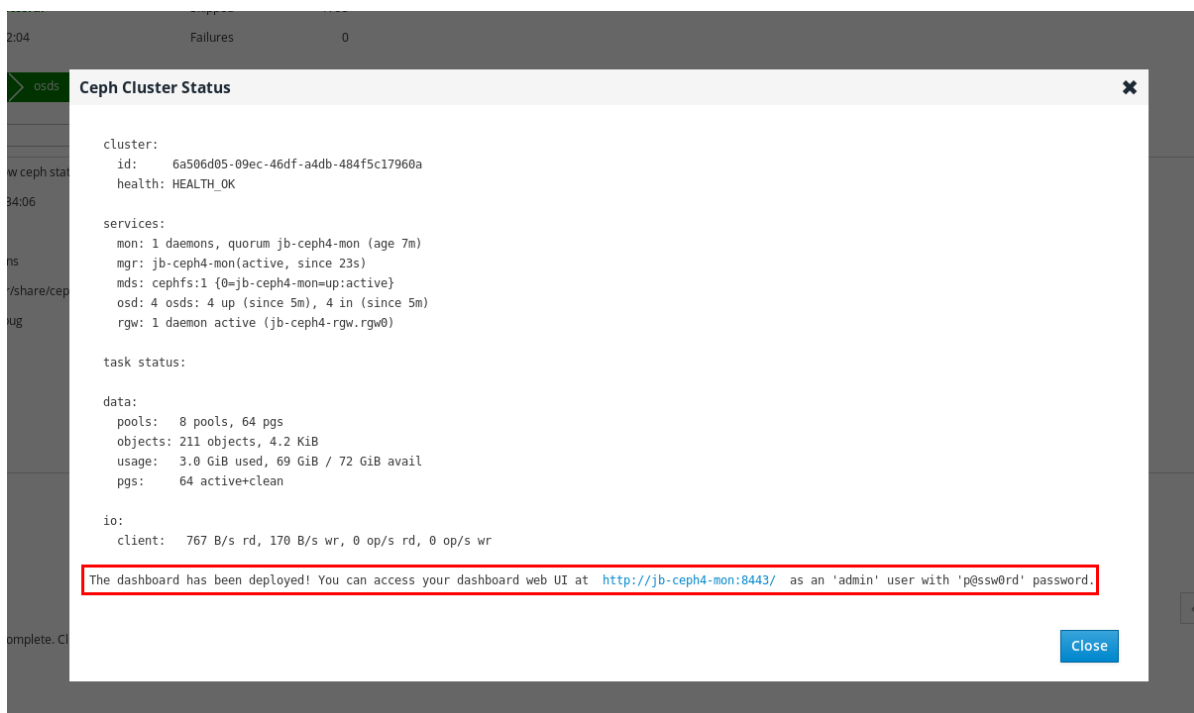 2:04 Failures 0
osds
Ceph Cluster Status
cluster:
id: 6a506d05-09ec-46df-a4db-484f5c17960a
health: HEALTH_OK
w ceph stat
34:06
services:
mon: 1 daemons, quorum jb-ceph4-mon (age 7m)
mgr: jb-ceph4-mon(active, since 23s)
ns
mds: cephfs:1 {0=jb-ceph4-mon=up:active}
r/share/cep
osd: 4 osds: 4 up (since 5m), 4 in (since 5m)
ug
rgw: 1 daemon active (jb-ceph4-rgw.rgw0)
task status:
data:
pools: 8 pools, 64 pgs
objects: 211 objects, 4.2 KiB
usage: 3.0 GiB used, 69 GiB / 72 GiB avail
pgs: 64 active+clean
io:
client: 767 B/s rd, 170 B/s wr, 0 op/s rd, 0 op/s wr
The dashboard has been deployed! You can access your dashboard web UI at http://jb-ceph4-mon:8443/ as an 'admin' user with 'p@ssw0rd' password.
omplete. Cl
Close